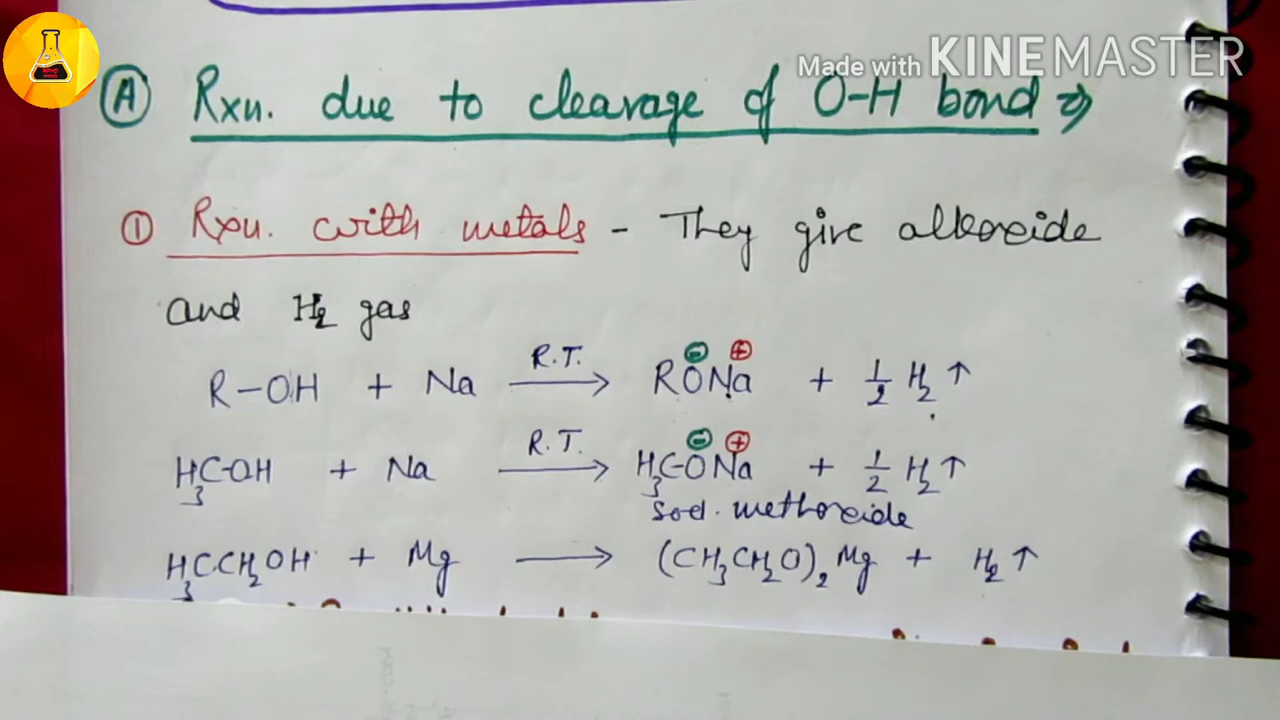 Made with KINEMASTER
Ⓐ Rxn. due to cleavage of O-H bond ⇒
① Rxn. with metals - They give alkoxide
and H₂ gas
R-OH + Na —R.T.→ RO⊖Na⊕ + 1/2 H₂↑
H₃C-OH + Na —R.T.→ H₃C-O⊖Na⊕ + 1/2 H₂↑
Sod. methoxide
H₃CCH₂OH + Mg ⟶ (CH₃CH₂O)₂Mg + H₂↑